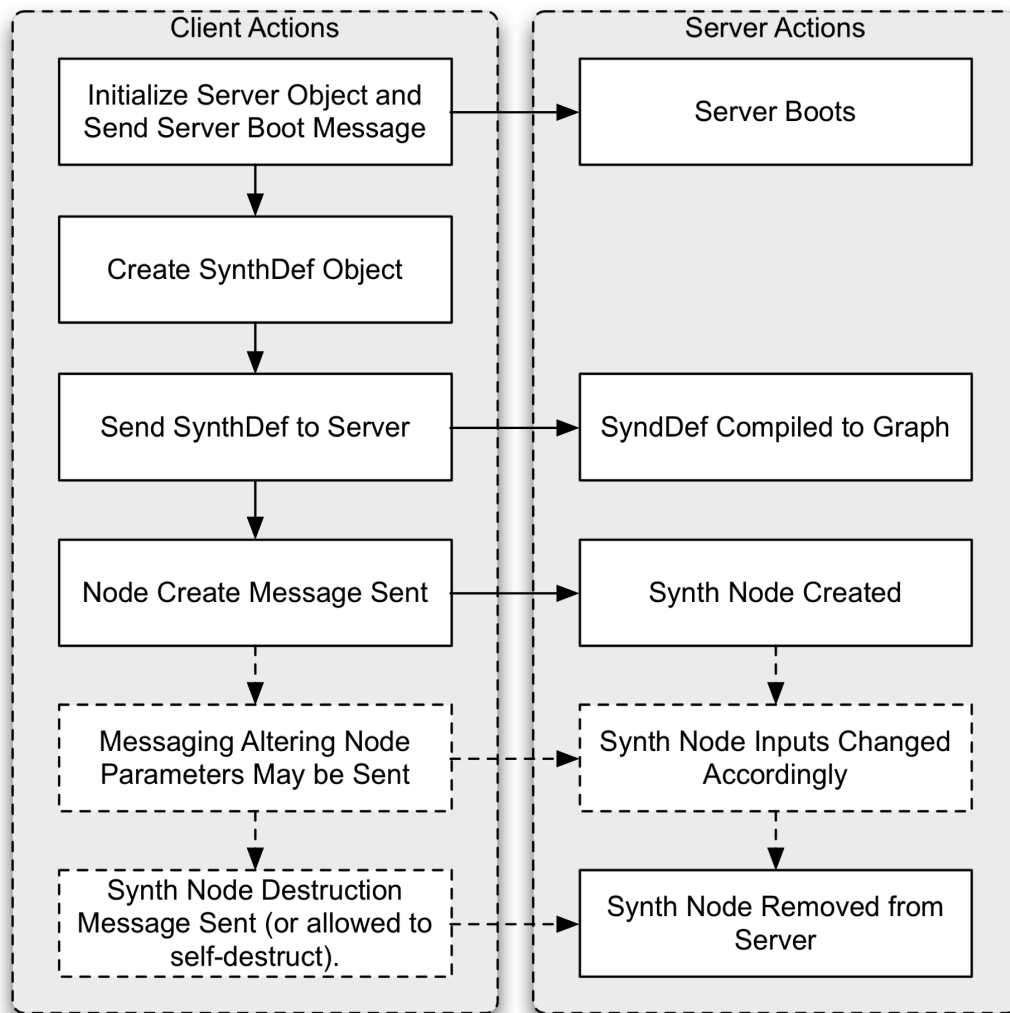 Client Actions
Initialize Server Object and
Send Server Boot Message
Create SynthDef Object
Send SynthDef to Server
Node Create Message Sent
Messaging Altering Node
Parameters May be Sent
Synth Node Destruction
Message Sent (or allowed to
self-destruct).
Server Actions
Server Boots
SyndDef Compiled to Graph
Synth Node Created
Synth Node Inputs Changed
Accordingly
Synth Node Removed from
Server